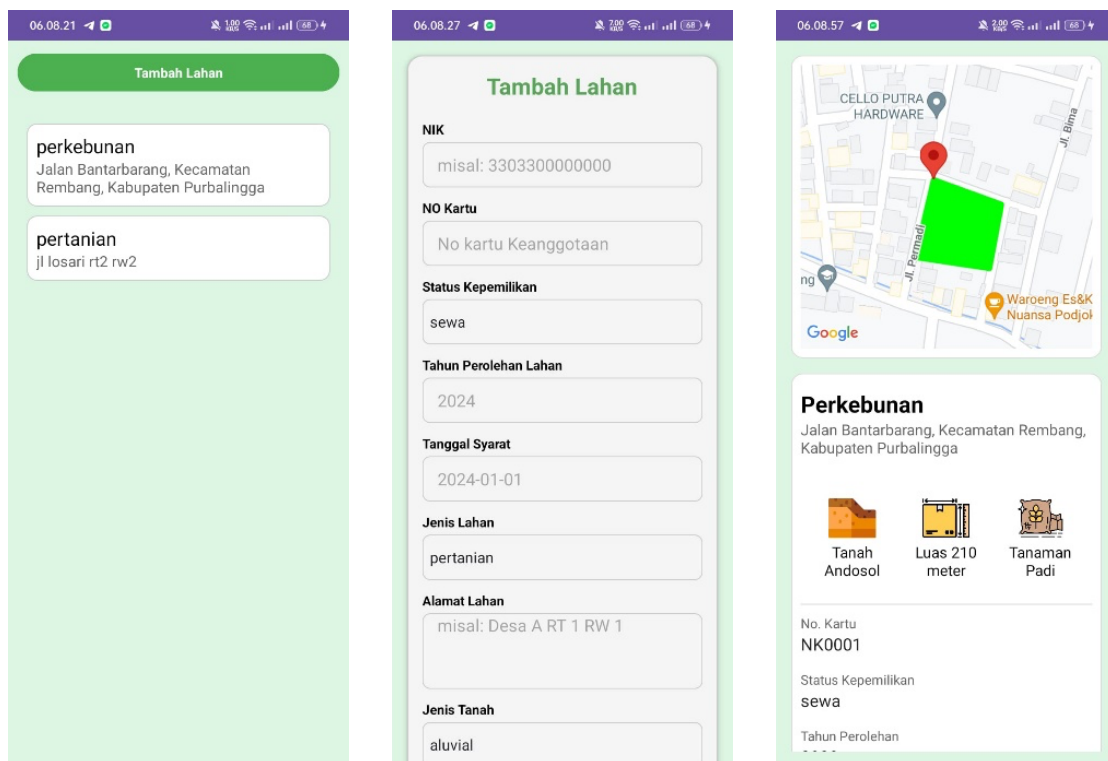 06.08.21
68
Tambah Lahan
perkebunan
Jalan Bantarbarang, Kecamatan
Rembang, Kabupaten Purbalingga
pertanian
jl losari rt2 rw2
06.08.27
68
Tambah Lahan
NIK
misal: 3303300000000
NO Kartu
No kartu Keanggotaan
Status Kepemilikan
sewa
Tahun Perolehan Lahan
2024
Tanggal Syarat
2024-01-01
Jenis Lahan
pertanian
Alamat Lahan
misal: Desa A RT 1 RW 1
Jenis Tanah
aluvial
06.08.57
68
CELLO PUTRA
HARDWARE
Jl. Bima
Jl. Permadi
ng
Waroeng Es&K
Nuansa Podjok
Google
Perkebunan
Jalan Bantarbarang, Kecamatan Rembang,
Kabupaten Purbalingga
Tanah
Andosol
Luas 210
meter
Tanaman
Padi
No. Kartu
NK0001
Status Kepemilikan
sewa
Tahun Perolehan